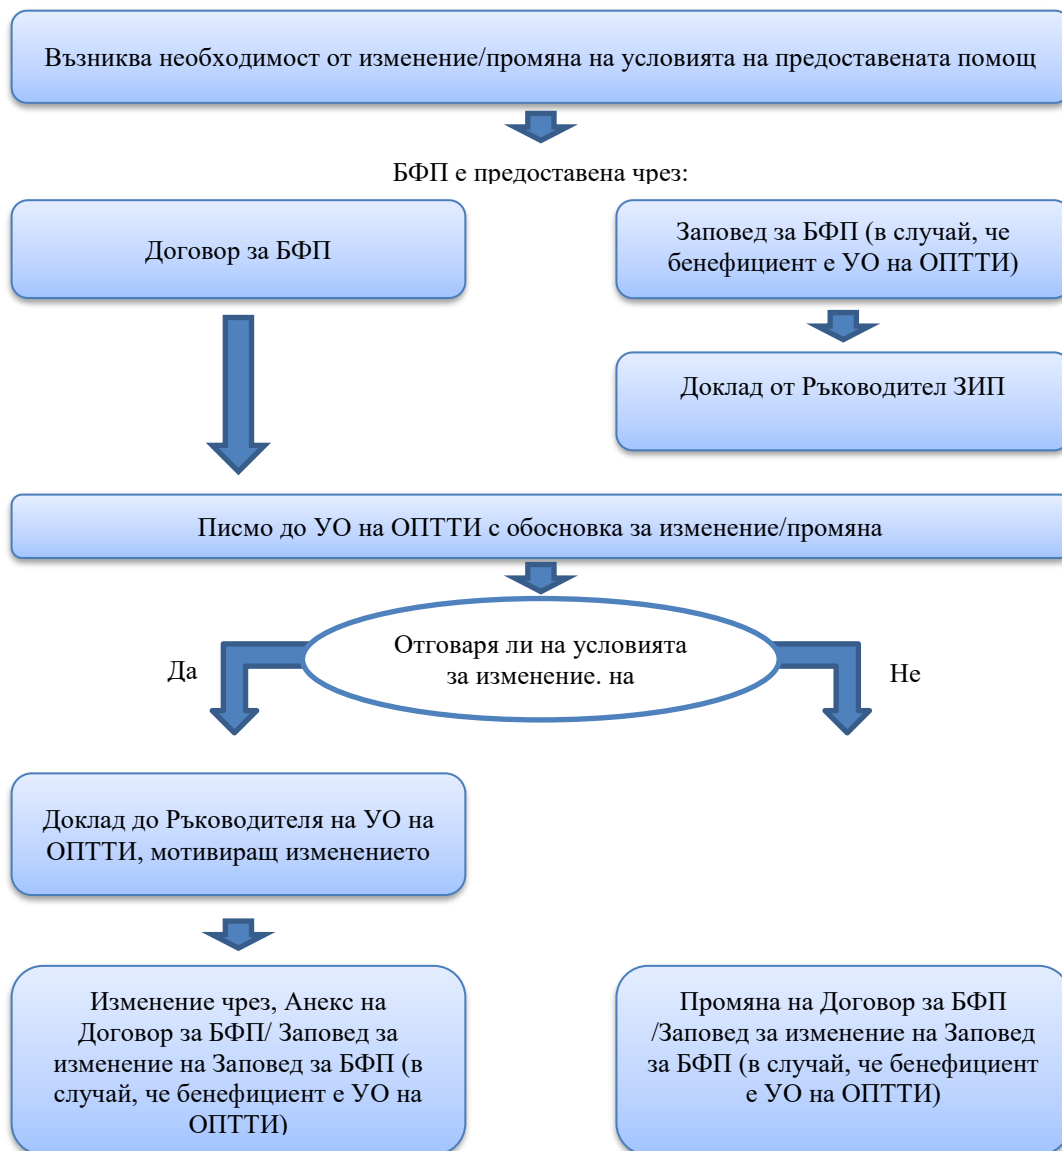 Възниква необходимост от изменение/промяна на условията на предоставената помощ
БФП е предоставена чрез:
Договор за БФП
Заповед за БФП (в случай, че
бенефициент е УО на ОПТТИ)
Доклад от Ръководител ЗИП
Писмо до УО на ОПТТИ с обосновка за изменение/промяна
Отговаря ли на условията
за изменение. на
Да
Не
Доклад до Ръководителя на УО на
ОПТТИ, мотивиращ изменението
Изменение чрез, Анекс на
Договор за БФП/ Заповед за
изменение на Заповед за БФП (в
случай, че бенефициент е УО на
ОПТТИ)
Промяна на Договор за БФП
/Заповед за изменение на Заповед
за БФП (в случай, че бенефициент
е УО на ОПТТИ)